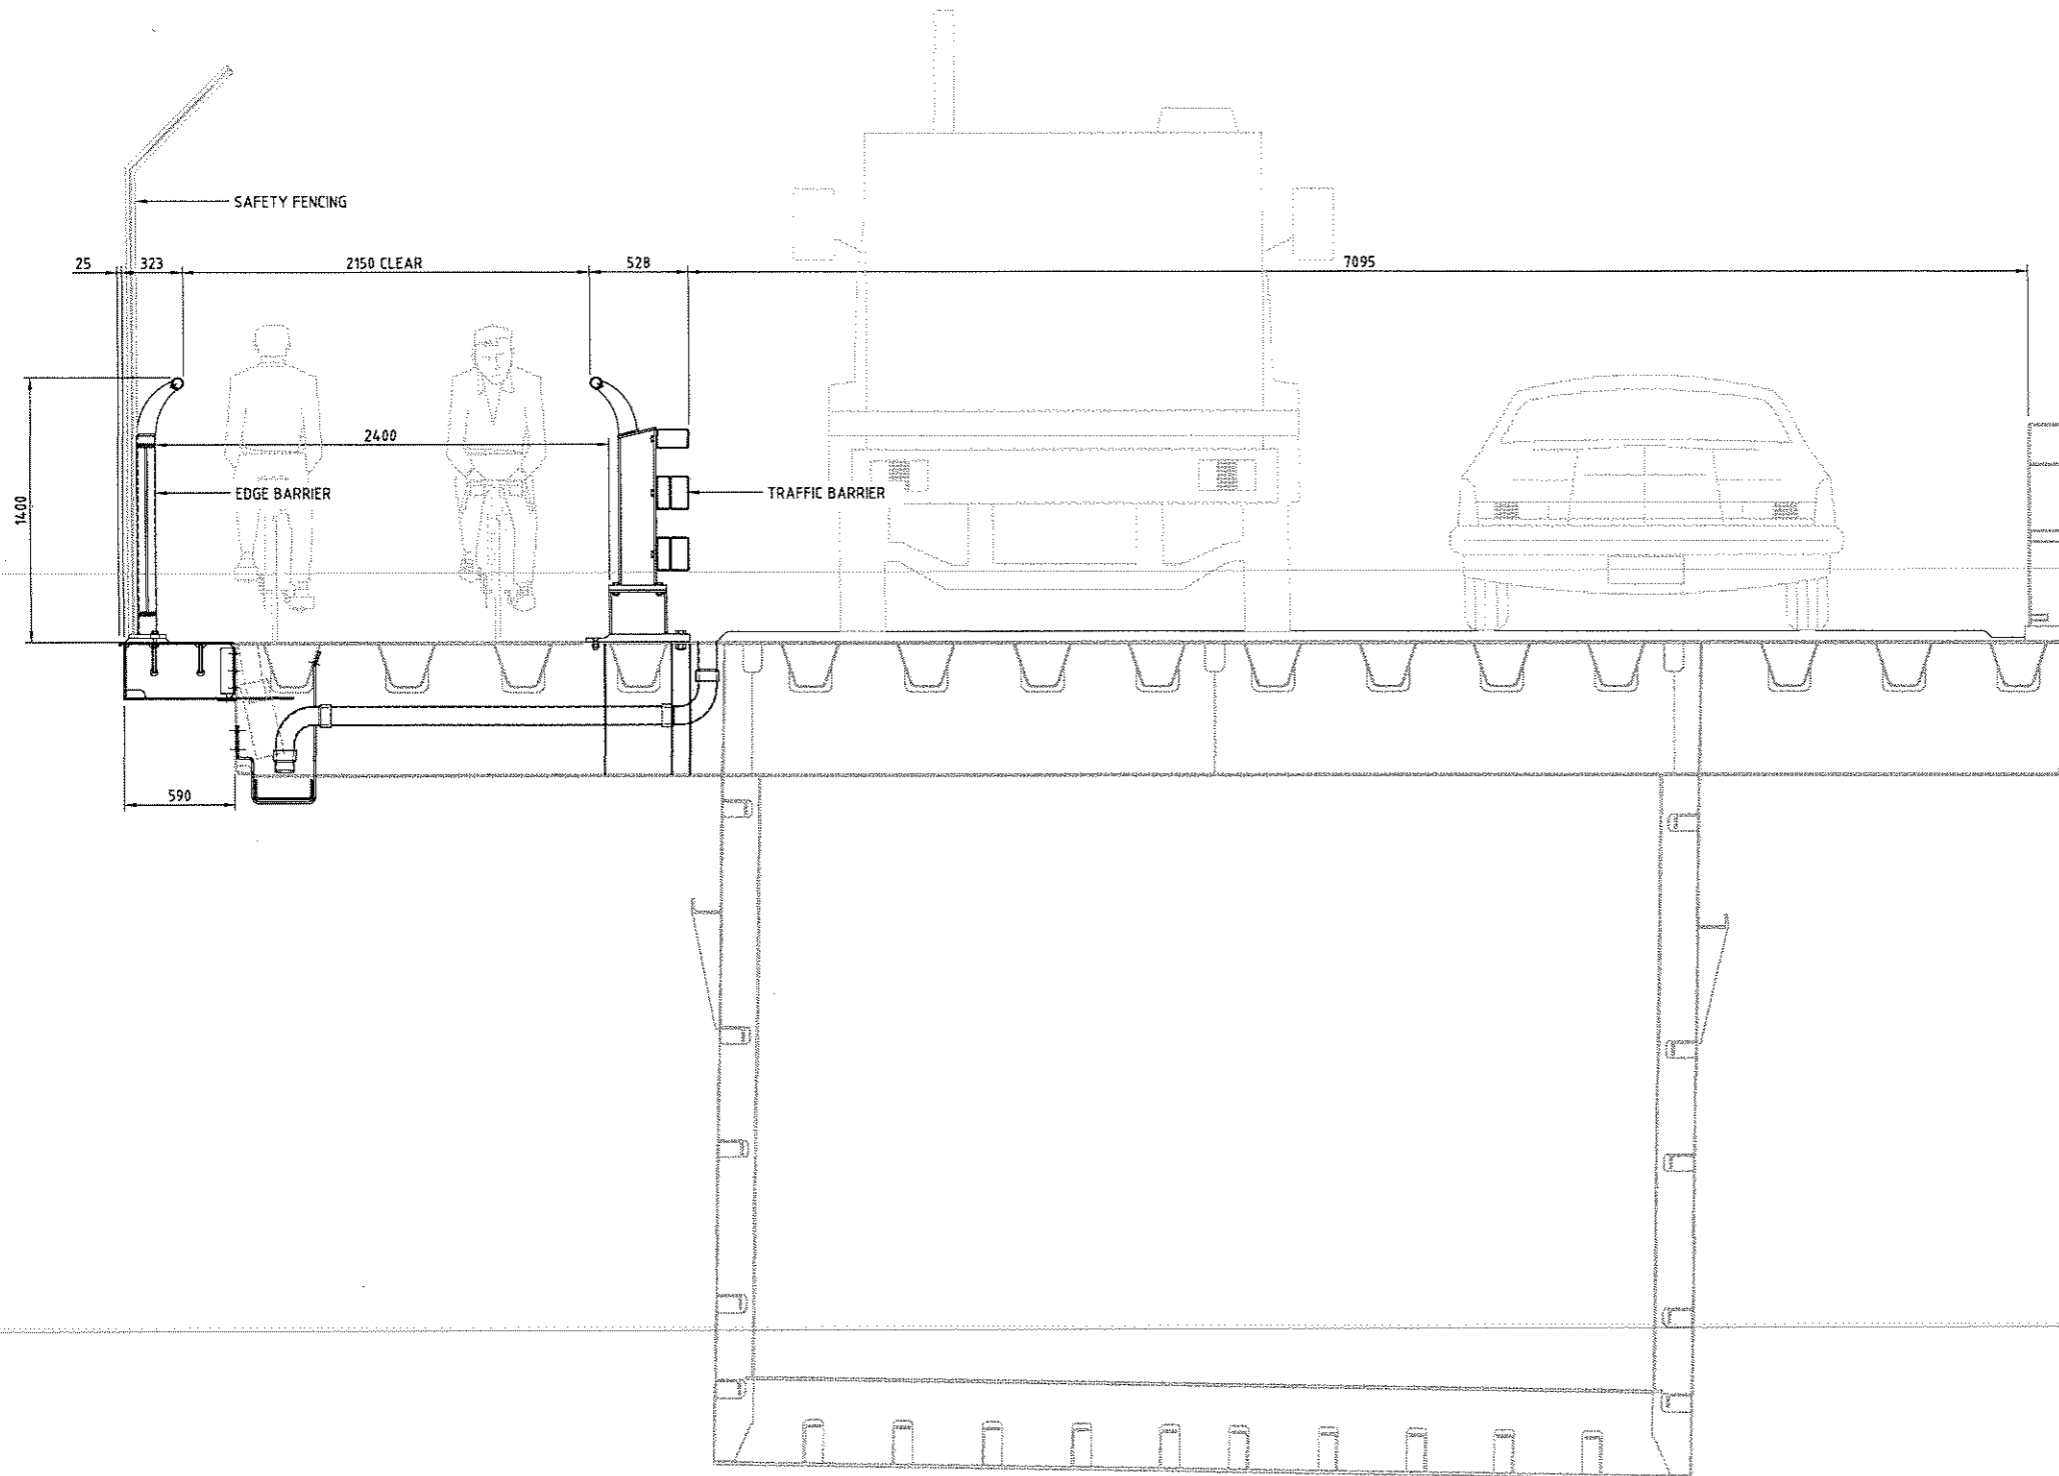 SAFETY FENCING
25
323
2150 CLEAR
528
7095
2400
EDGE BARRIER
TRAFFIC BARRIER
1400
590